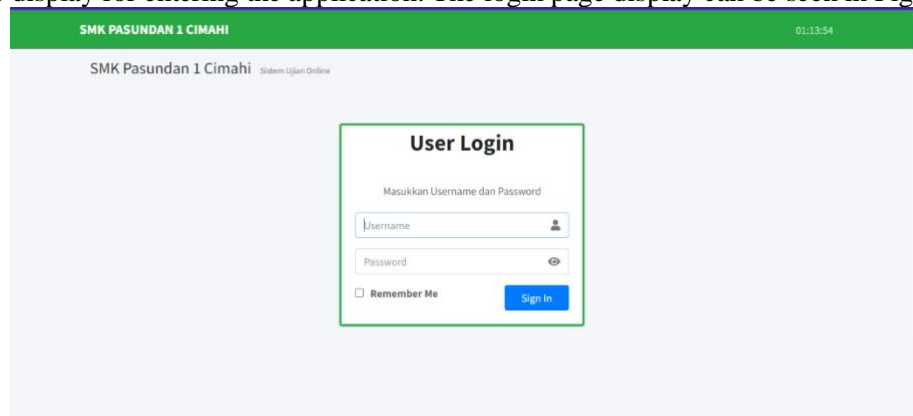 display for entering the application. The login page display can be seen in Fig
SMK PASUNDAN 1 CIMAHI 01:13:54
SMK Pasundan 1 Cimahi Sistem Ujian Online
User Login
Masukkan Username dan Password
Username
Password
Remember Me Sign In